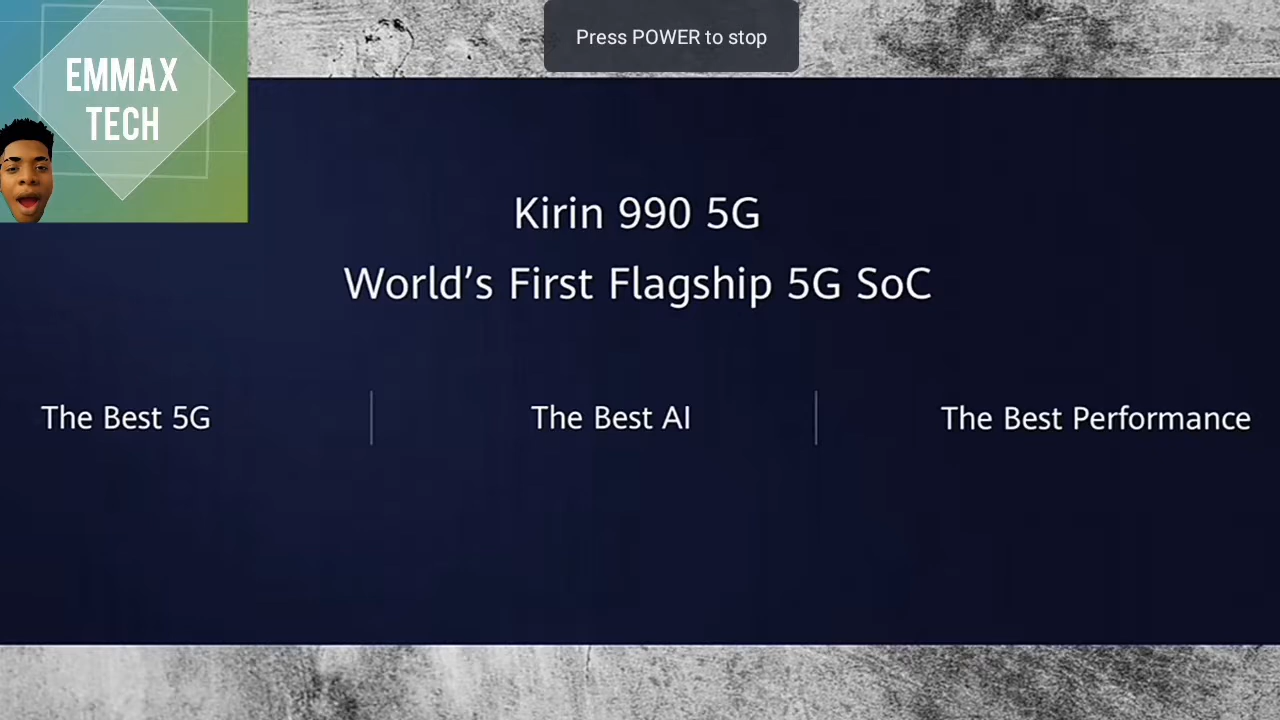 EMMAX
TECH
Press POWER to stop
Kirin 990 5G
World’s First Flagship 5G SoC
The Best 5G
The Best AI
The Best Performance